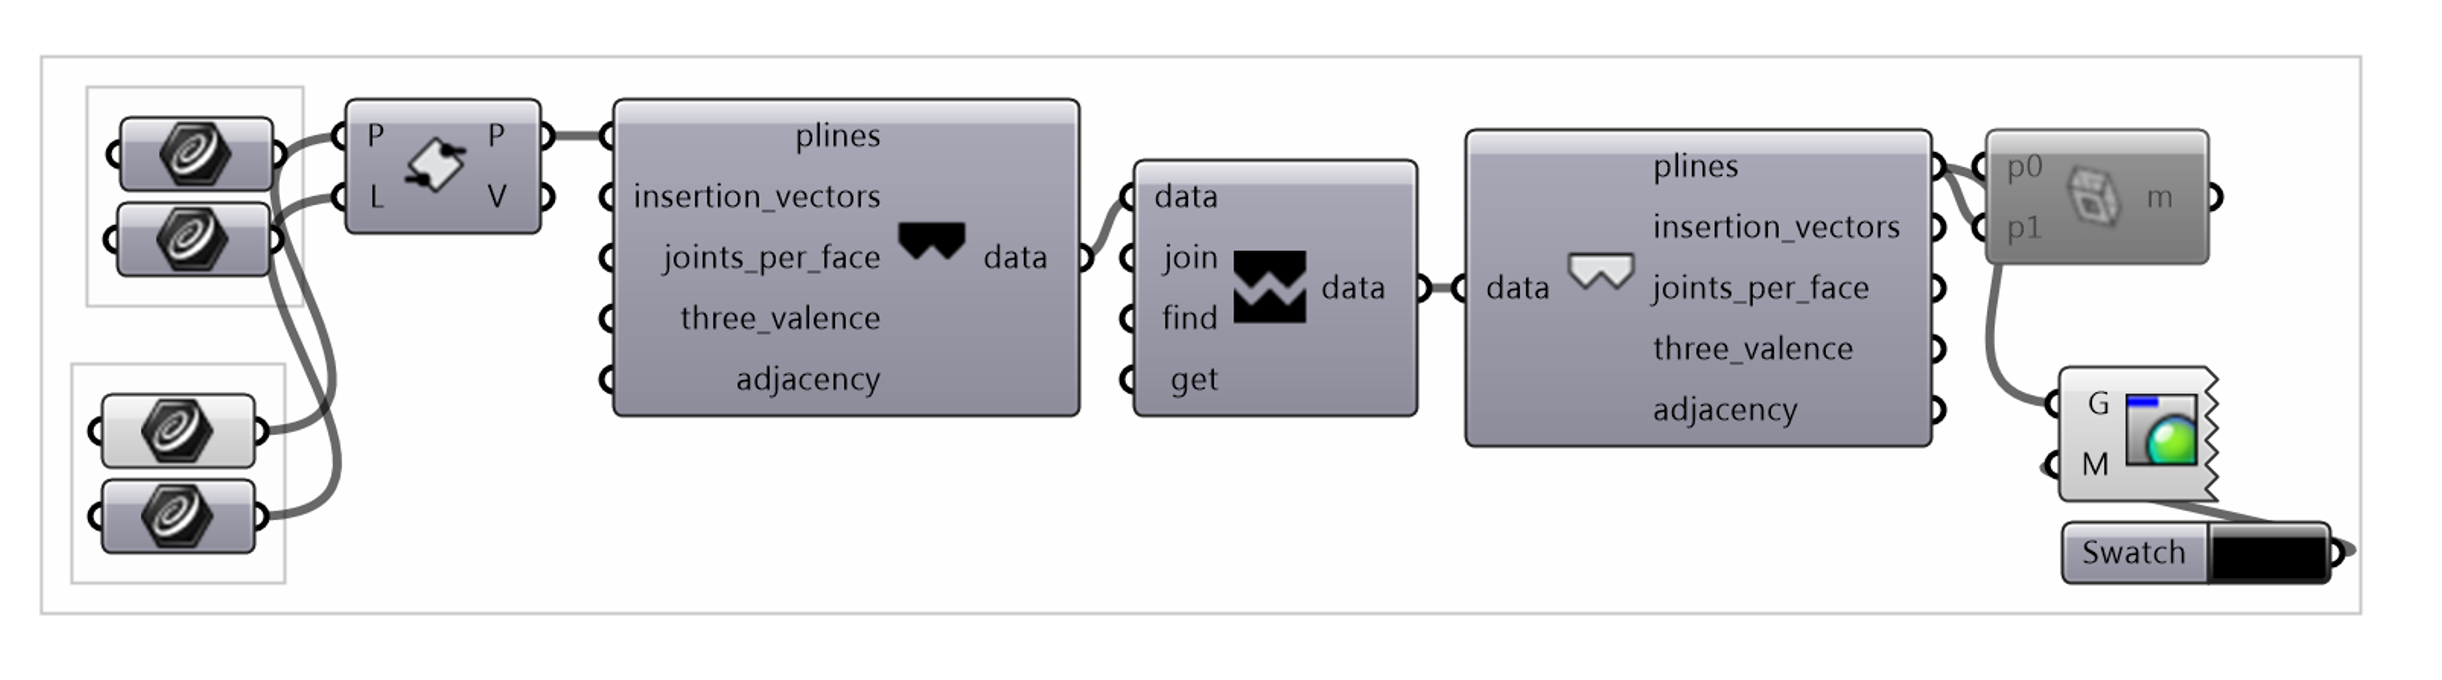 P P
L V
plines
insertion_vectors
joints_per_face data
three_valence
adjacency
data
join
find data
get
data
plines
insertion_vectors
joints_per_face
three_valence
adjacency
p0
p1
m
G
M
Swatch